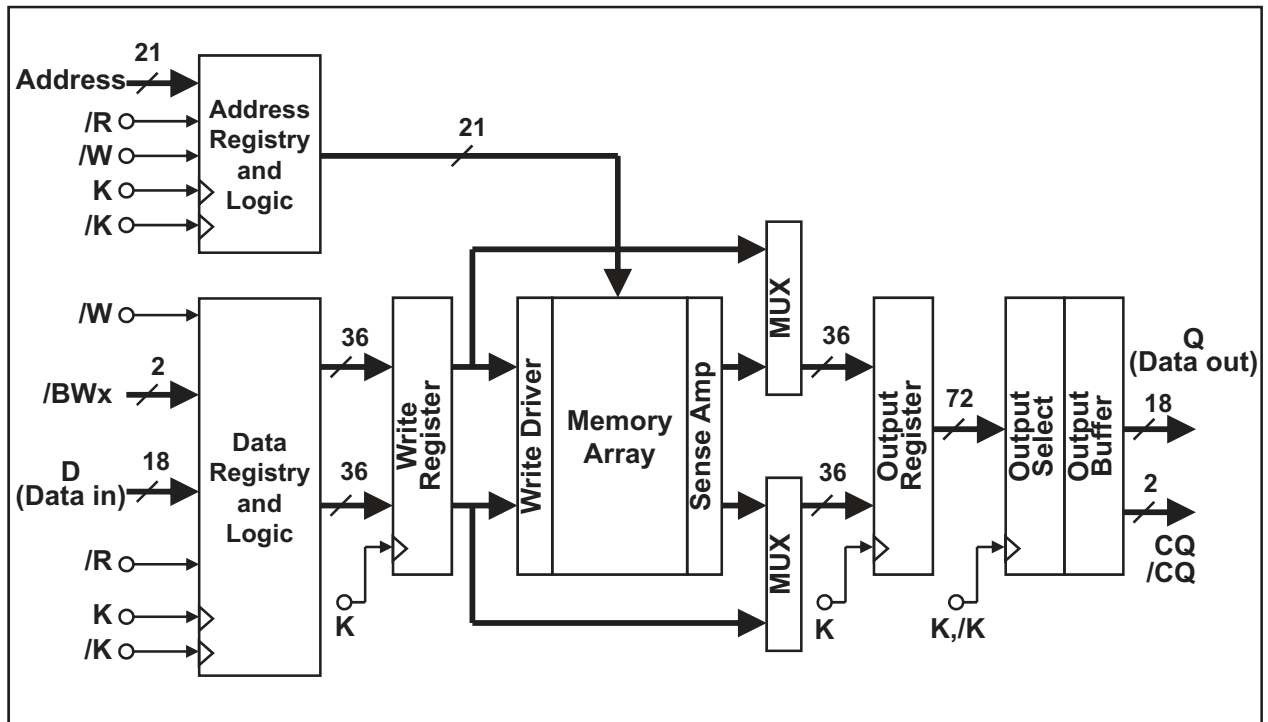 Address
21
/R
/W
K
/K
Address
Registry
and
Logic
21
/W
/BWx
2
D
(Data in)
18
/R
K
/K
Data
Registry
and
Logic
36
36
Write
Register
K
Write Driver
Memory
Array
Sense Amp
MUX
MUX
36
36
Output
Register
K
72
Output
Select
Output
Buffer
K,/K
Q
(Data out)
18
2
CQ
/CQ